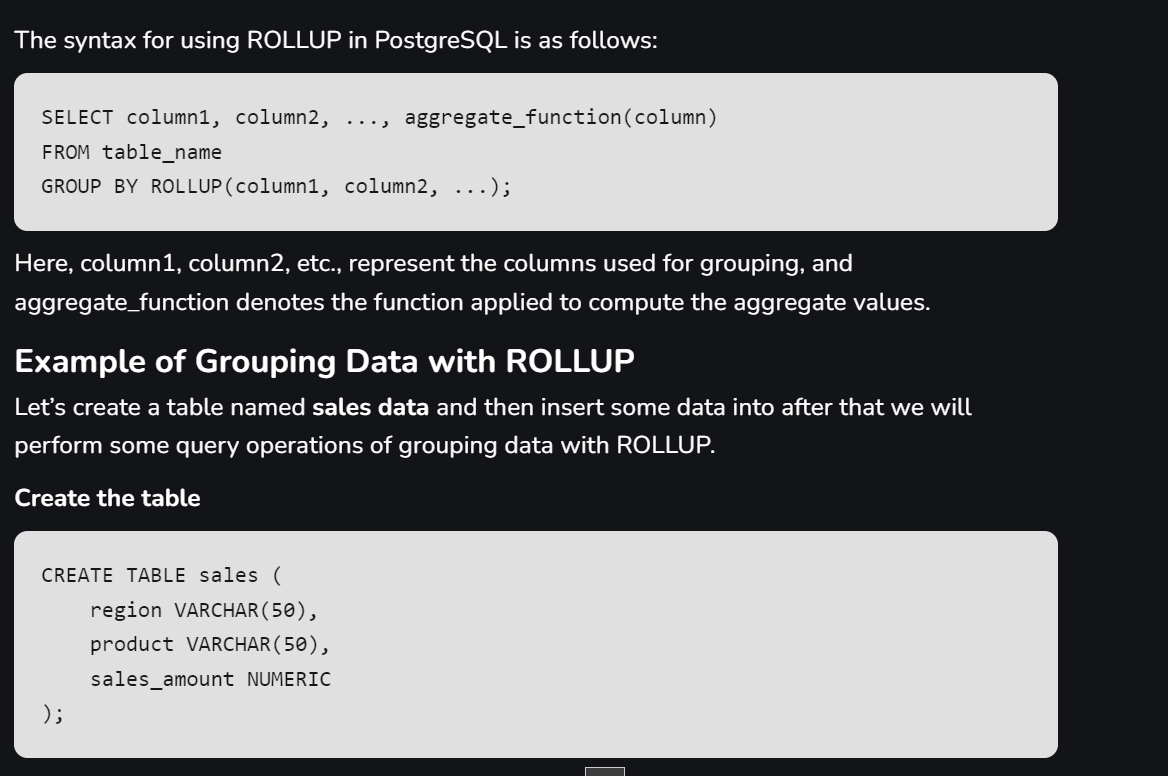 The syntax for using ROLLUP in PostgreSQL is as follows:
SELECT column1, column2, ..., aggregate_function(column)
FROM table_name
GROUP BY ROLLUP(column1, column2, ...);
Here, column1, column2, etc., represent the columns used for grouping, and
aggregate_function denotes the function applied to compute the aggregate values.
Example of Grouping Data with ROLLUP
Let’s create a table named sales data and then insert some data into after that we will
perform some query operations of grouping data with ROLLUP.
Create the table
CREATE TABLE sales (
    region VARCHAR(50),
    product VARCHAR(50),
    sales_amount NUMERIC
);